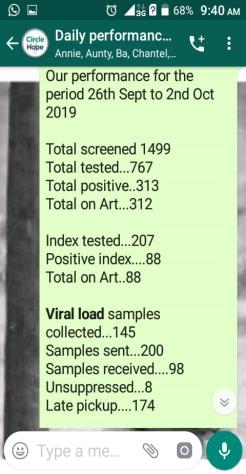 3G 68% 9:40 AM
Circle
Hope
Daily performanc...
Annie, Aunty, Ba, Chantel,...
Our performance for the
period 26th Sept to 2nd Oct
2019
Total screened 1499
Total tested...767
Total positive..313
Total on Art...312
Index tested...207
Positive index....88
Total on Art..88
Viral load samples
collected...145
Samples sent...200
Samples received....98
Unsuppressed...8
Late pickup....174
Type a me...